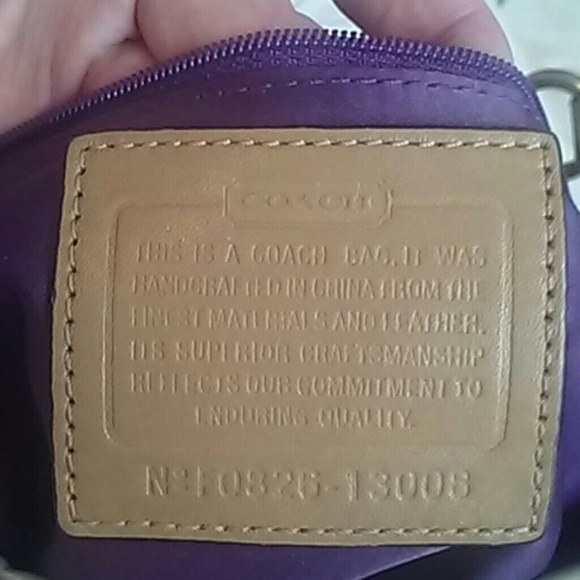 COACH
THIS IS A COACH BAG. IT WAS
HANDCRAFTED IN CHINA FROM THE
FINEST MATERIALS AND LEATHER.
ITS SUPERIOR CRAFTSMANSHIP
REFLECTS OUR COMMITMENT TO
ENDURING QUALITY.
Nº F0826-13008